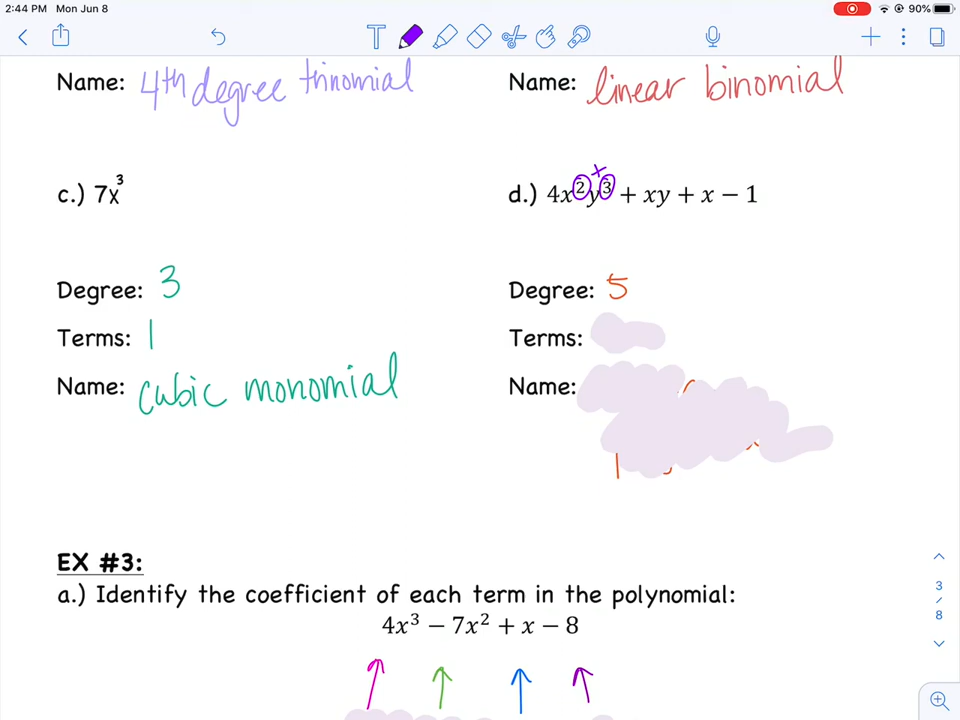 2:44 PM Mon Jun 8
90%
Name: 4th degree trinomial
Name: linear binomial
c.) 7x³
d.) 4x²y³ + xy + x − 1
+
Degree: 3
Degree: 5
Terms: 1
Terms:
Name: cubic monomial
Name:
EX #3:
a.) Identify the coefficient of each term in the polynomial:
4x³ − 7x² + x − 8
3
/
8